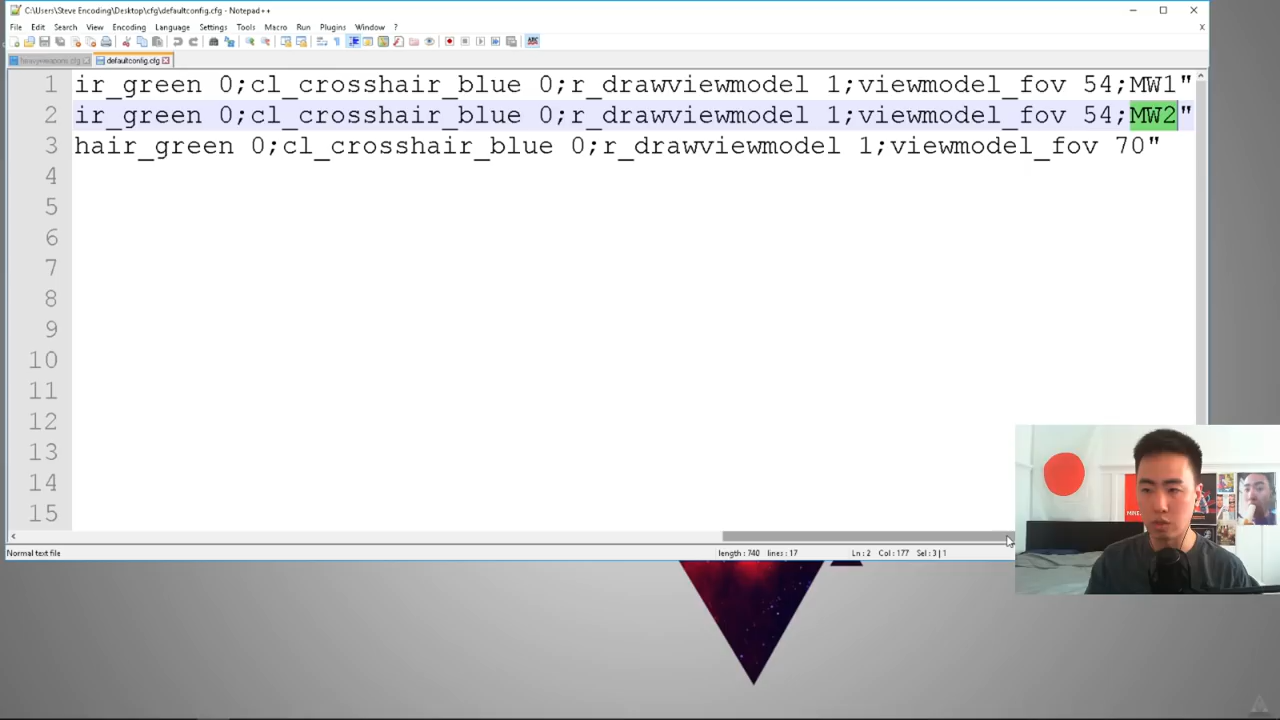 C:\Users\Steve Encoding\Desktop\cfg\defaultconfig.cfg - Notepad++
File Edit Search View Encoding Language Settings Tools Macro Run Plugins Window ?
heavyweapons.cfg defaultconfig.cfg
1 ir_green 0;cl_crosshair_blue 0;r_drawviewmodel 1;viewmodel_fov 54;MW1"
2 ir_green 0;cl_crosshair_blue 0;r_drawviewmodel 1;viewmodel_fov 54;MW2"
3 hair_green 0;cl_crosshair_blue 0;r_drawviewmodel 1;viewmodel_fov 70"
4
5
6
7
8
9
10
11
12
13
14
15
Normal text file length : 740 lines : 17 Ln : 2 Col : 177 Sel : 3 | 1